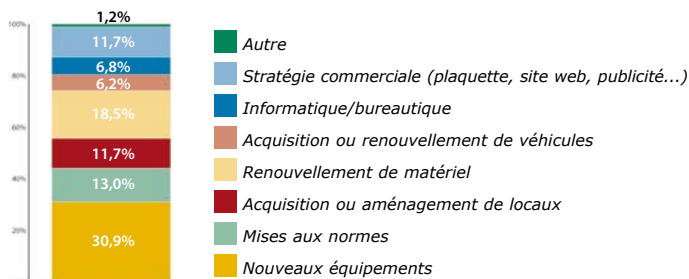 1,2%
100%
11,7%
Autre
6,8%
Stratégie commerciale (plaquette, site web, publicité...)
80%
6,2%
Informatique/bureautique
18,5%
Acquisition ou renouvellement de véhicules
60%
Renouvellement de matériel
11,7%
Acquisition ou aménagement de locaux
40%
13,0%
Mises aux normes
20%
30,9%
Nouveaux équipements